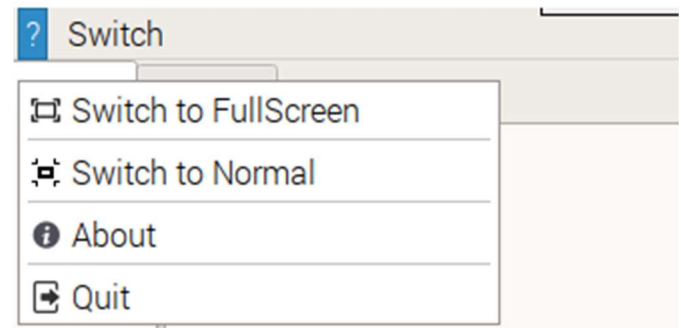 ? Switch
Switch to FullScreen
Switch to Normal
About
Quit